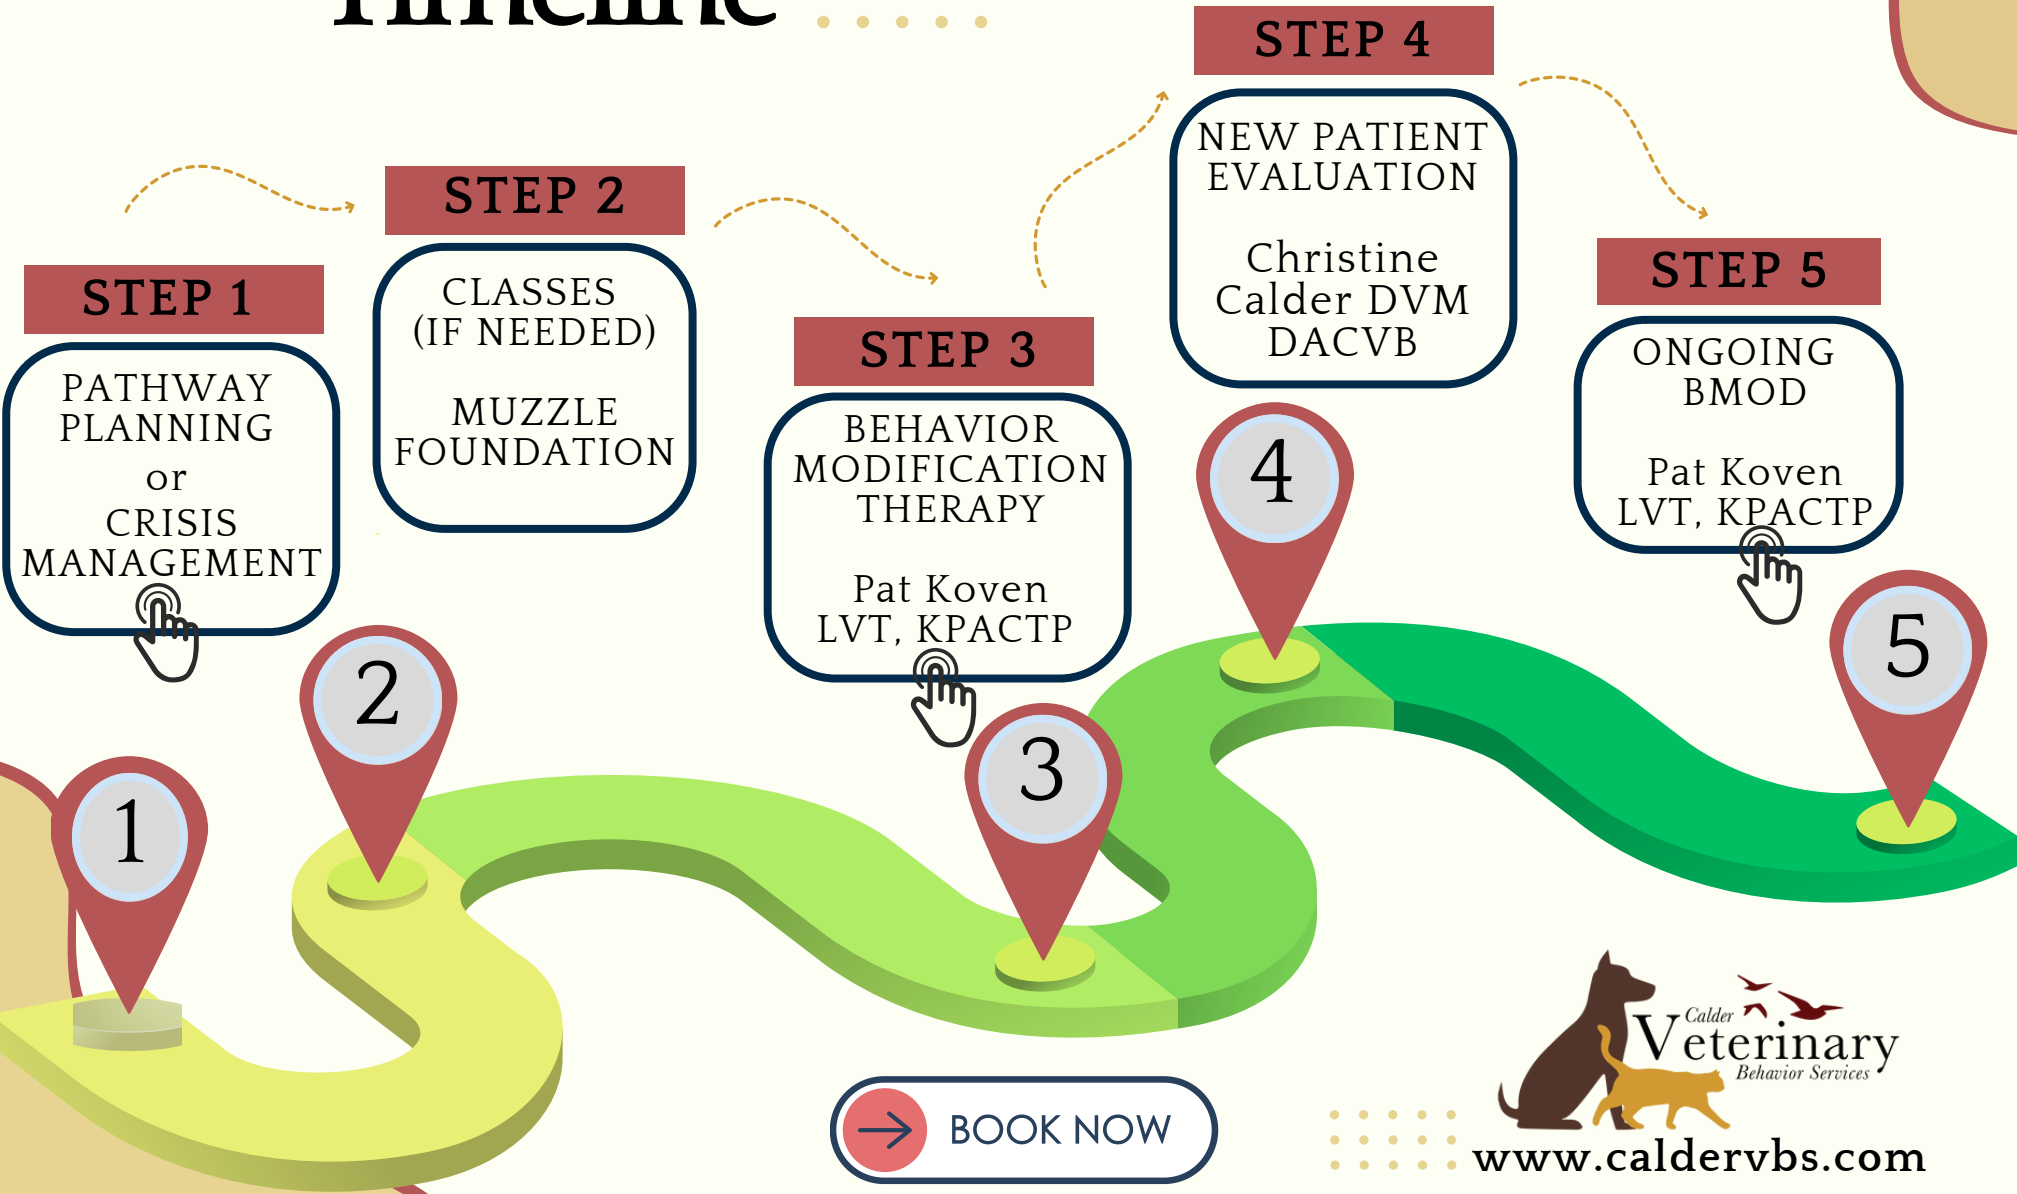 Timeline
STEP 1
PATHWAY
PLANNING
or
CRISIS
MANAGEMENT
STEP 2
CLASSES
(IF NEEDED)
MUZZLE
FOUNDATION
STEP 3
BEHAVIOR
MODIFICATION
THERAPY
Pat Koven
LVT, KPACTP
STEP 4
NEW PATIENT
EVALUATION
Christine
Calder DVM
DACVB
STEP 5
ONGOING
BMOD
Pat Koven
LVT, KPACTP
1
2
3
4
5
BOOK NOW
Calder
Veterinary
Behavior Services
www.caldervbs.com